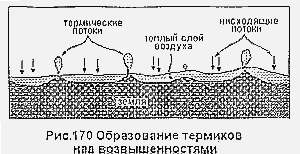 термические
потоки
теплый слой
воздуха
нисходящие
потоки
земля
Рис.170 Образование термиков
над возвышенностями